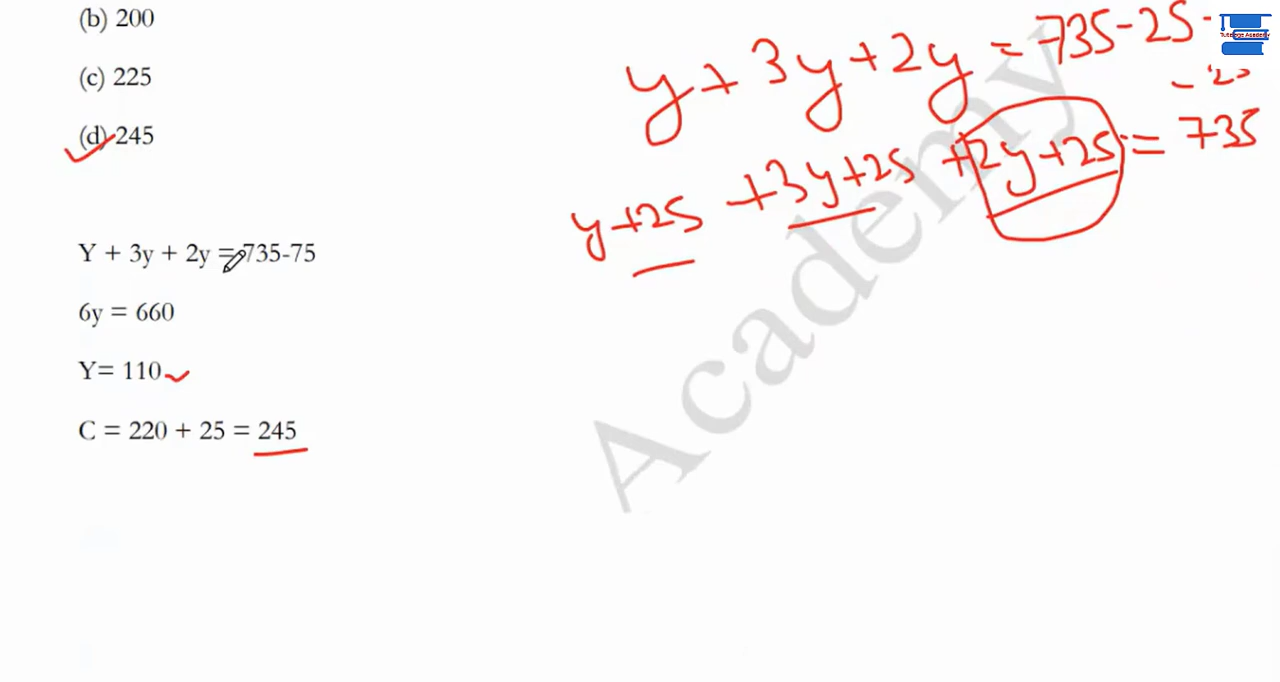 (b) 200
(c) 225
(d) 245
Y + 3y + 2y = 735-75
6y = 660
Y= 110
C = 220 + 25 = 245
y + 3y + 2y = 735-25-
y+25 +3y+25 +2y+25 = 735
Academy